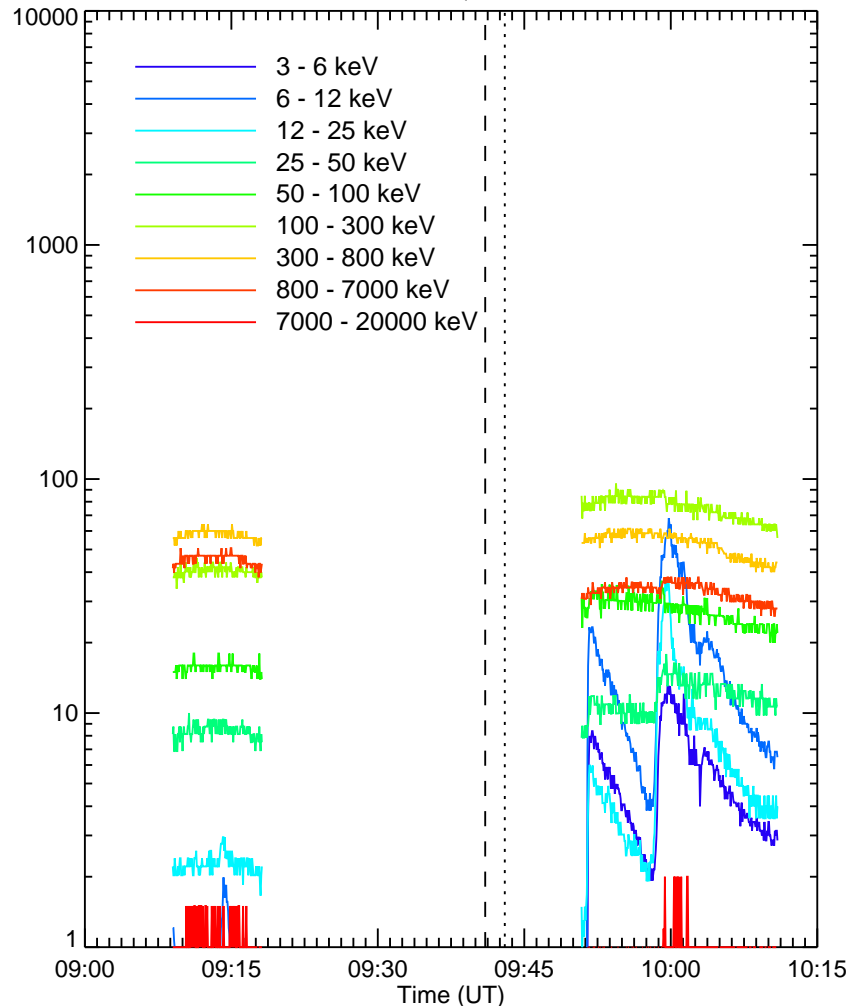 10000
1000
100
10
1
3 - 6 keV
6 - 12 keV
12 - 25 keV
25 - 50 keV
50 - 100 keV
100 - 300 keV
300 - 800 keV
800 - 7000 keV
7000 - 20000 keV
09:00 09:15 09:30 09:45 10:00 10:15
Time (UT)